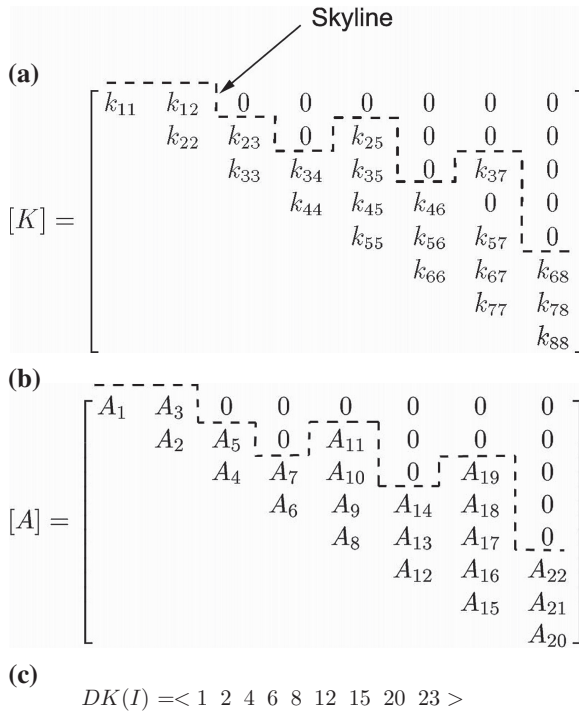 Skyline
(a)
k₁₁ k₁₂ 0 0 0 0 0 0
k₂₂ k₂₃ 0 k₂₅ 0 0 0
k₃₃ k₃₄ k₃₅ 0 k₃₇ 0
k₄₄ k₄₅ k₄₆ 0 0
[K] =
k₅₅ k₅₆ k₅₇ 0
k₆₆ k₆₇ k₆₈
k₇₇ k₇₈
k₈₈
(b)
A₁ A₃ 0 0 0 0 0 0
A₂ A₅ 0 A₁₁ 0 0 0
A₄ A₇ A₁₀ 0 A₁₉ 0
A₆ A₉ A₁₄ A₁₈ 0
[A] =
A₈ A₁₃ A₁₇ 0
A₁₂ A₁₆ A₂₂
A₁₅ A₂₁
A₂₀
(c)
DK(I) =< 1 2 4 6 8 12 15 20 23 >